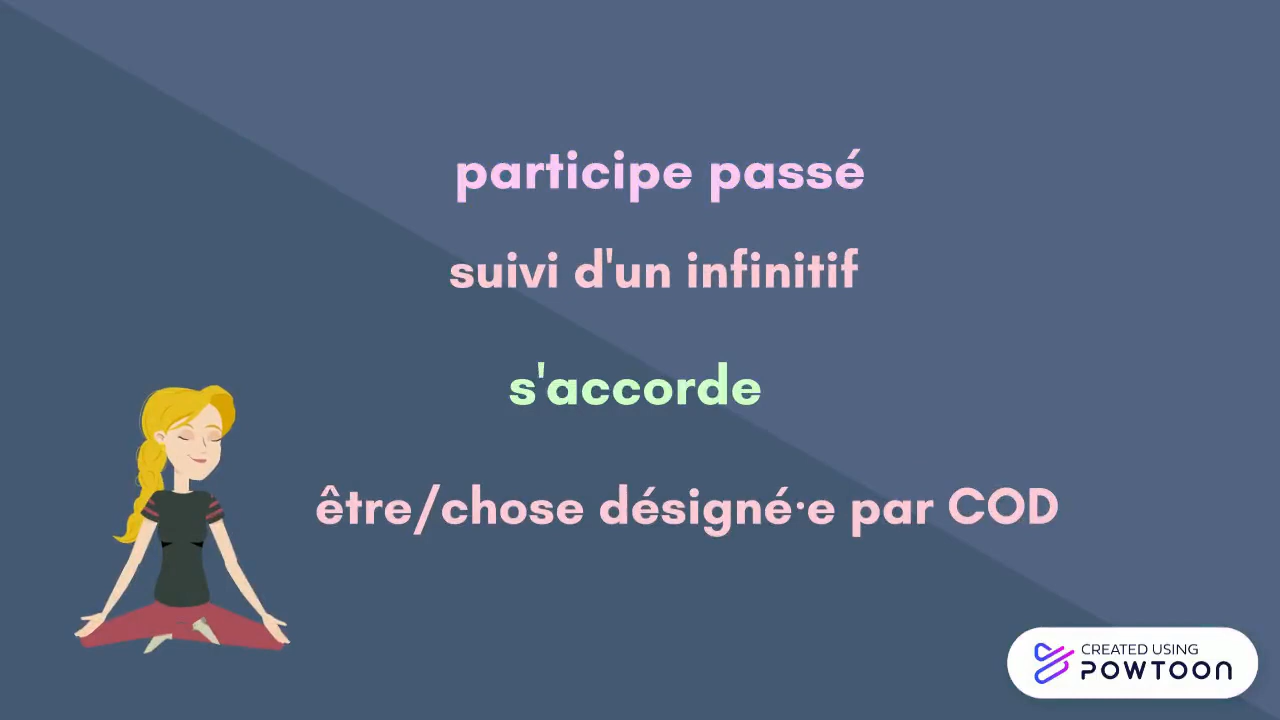 participe passé
suivi d'un infinitif
s'accorde
être/chose désigné·e par COD
CREATED USING
POWTOON